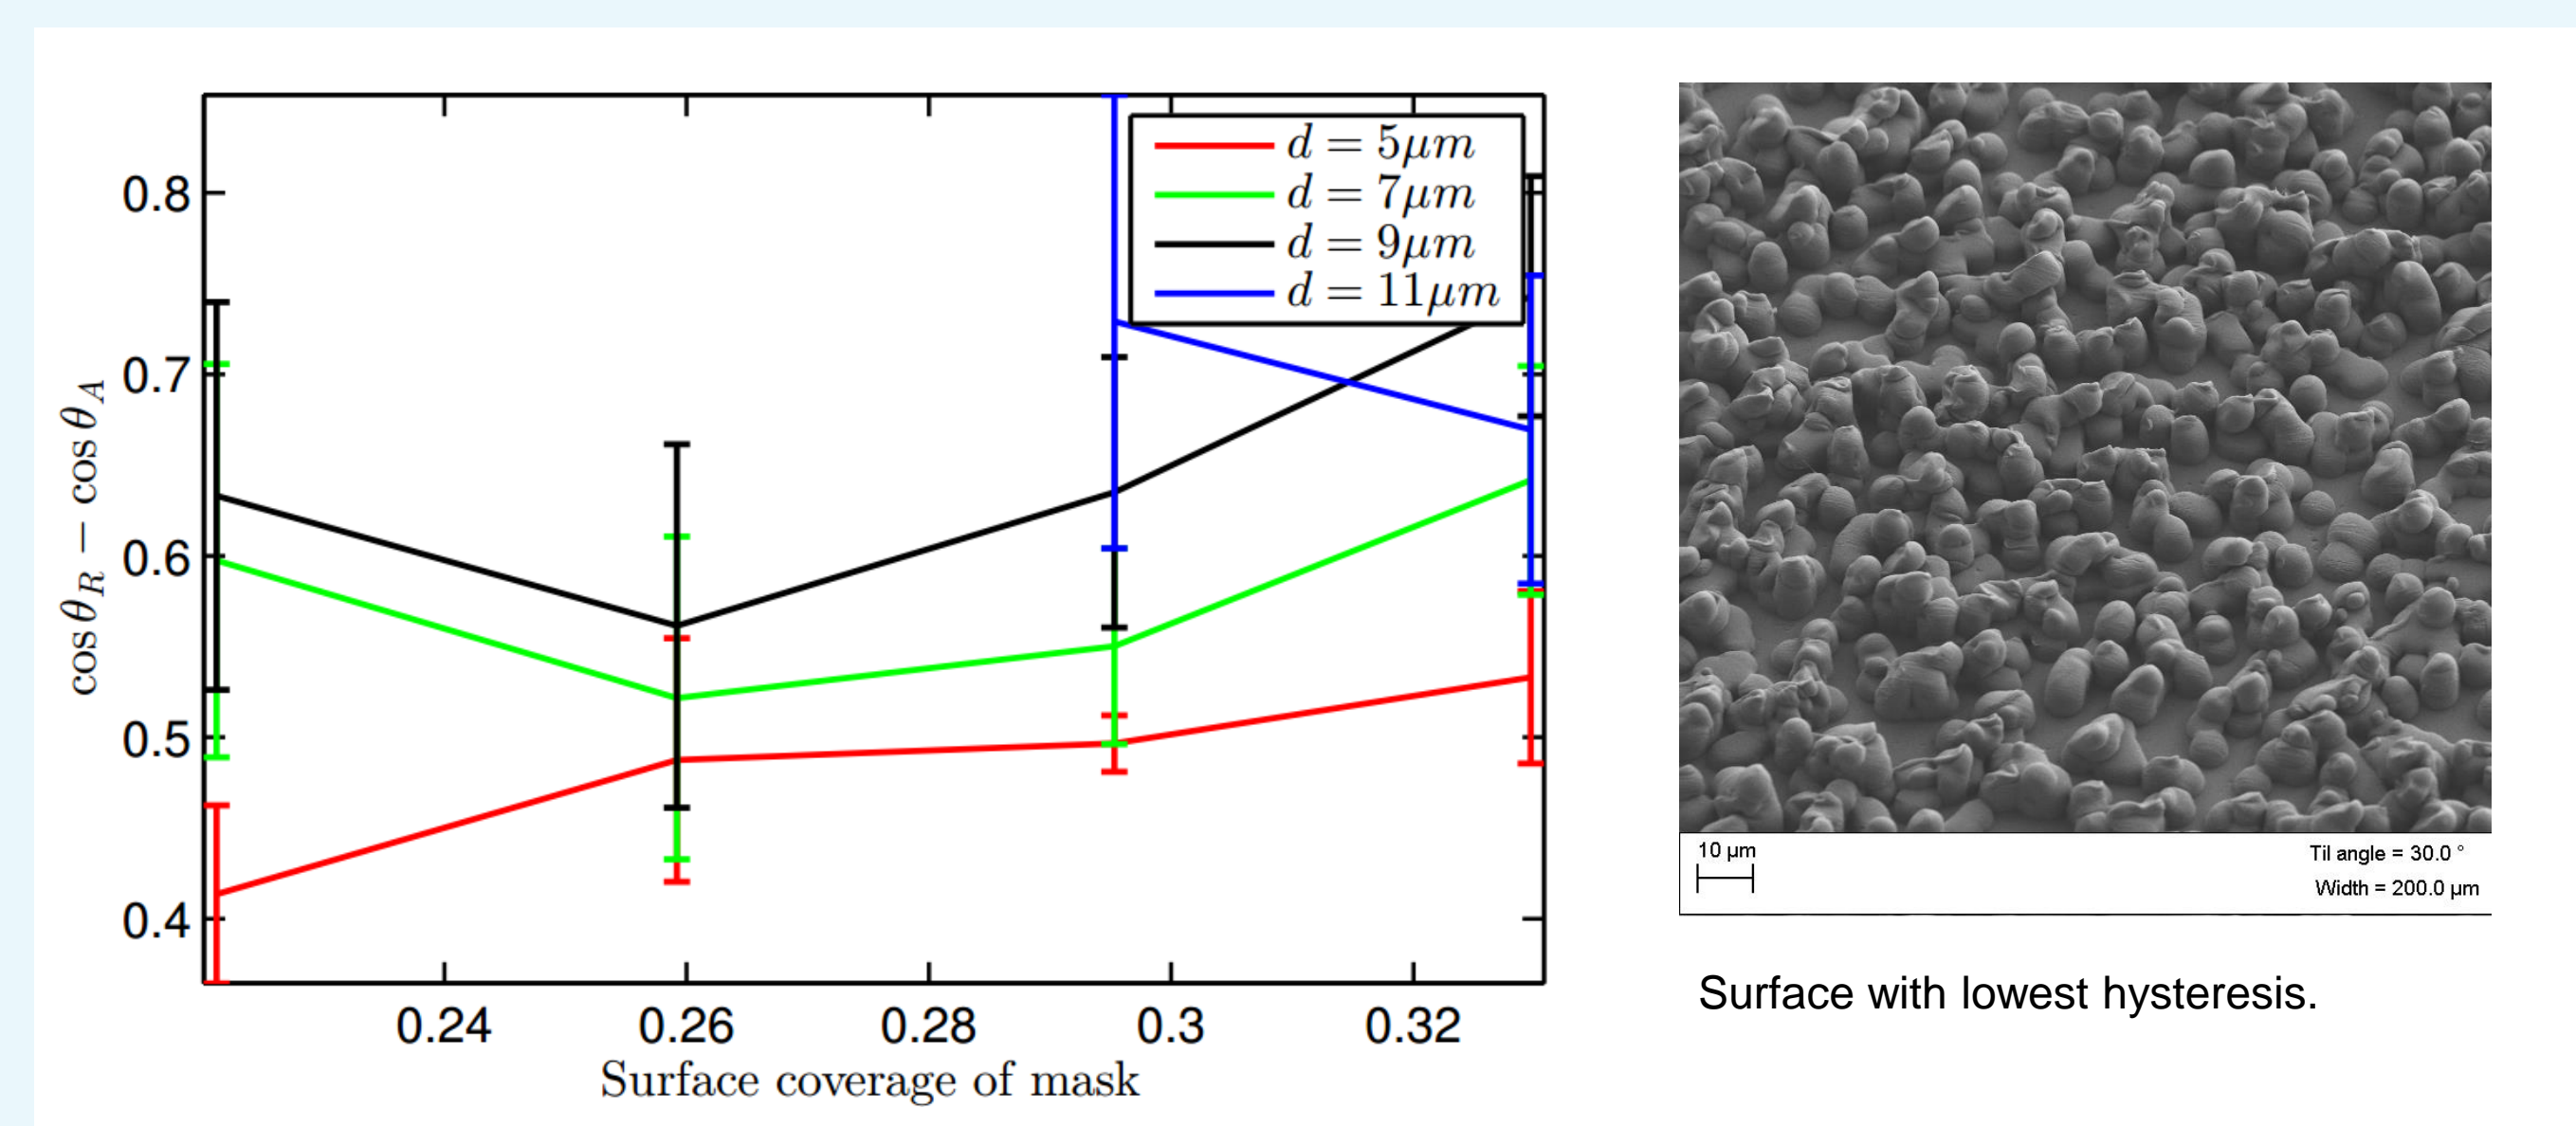 d = 5μm
d = 7μm
d = 9μm
d = 11μm
0.8
0.7
0.6
0.5
0.4
cos θ_R − cos θ_A
0.24 0.26 0.28 0.3 0.32
Surface coverage of mask
10 μm
Til angle = 30.0 °
Width = 200.0 μm
Surface with lowest hysteresis.